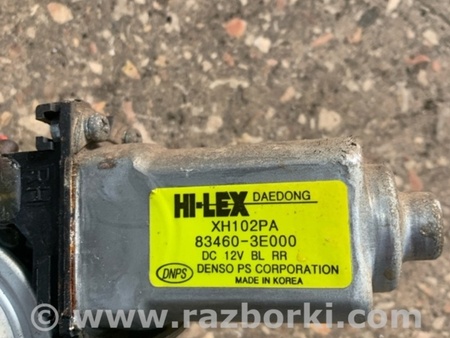 HI-LEX DAEDONG
XH102PA
83460-3E000
DC 12V BL RR
DNPS DENSO PS CORPORATION
MADE IN KOREA
www.razborki.com